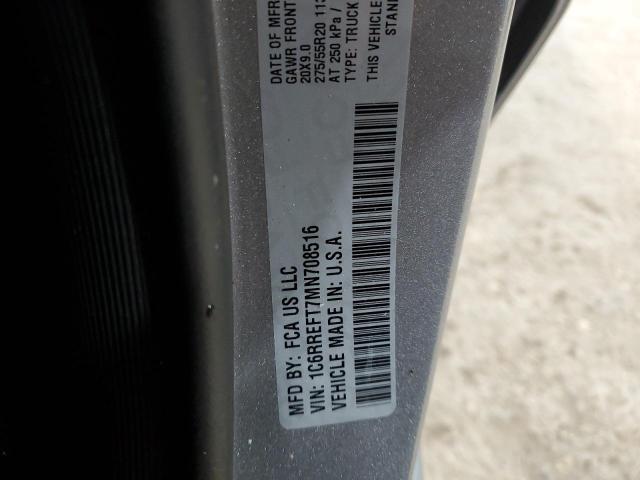 MFD BY: FCA US LLC
VIN: 1C6RREFT7MN708516
VEHICLE MADE IN: U.S.A.
DATE OF MFR
GAWR FRONT
20X9.0
275/55R20
AT 250 kPa /
TYPE: TRUCK
THIS VEHICLE
STAN